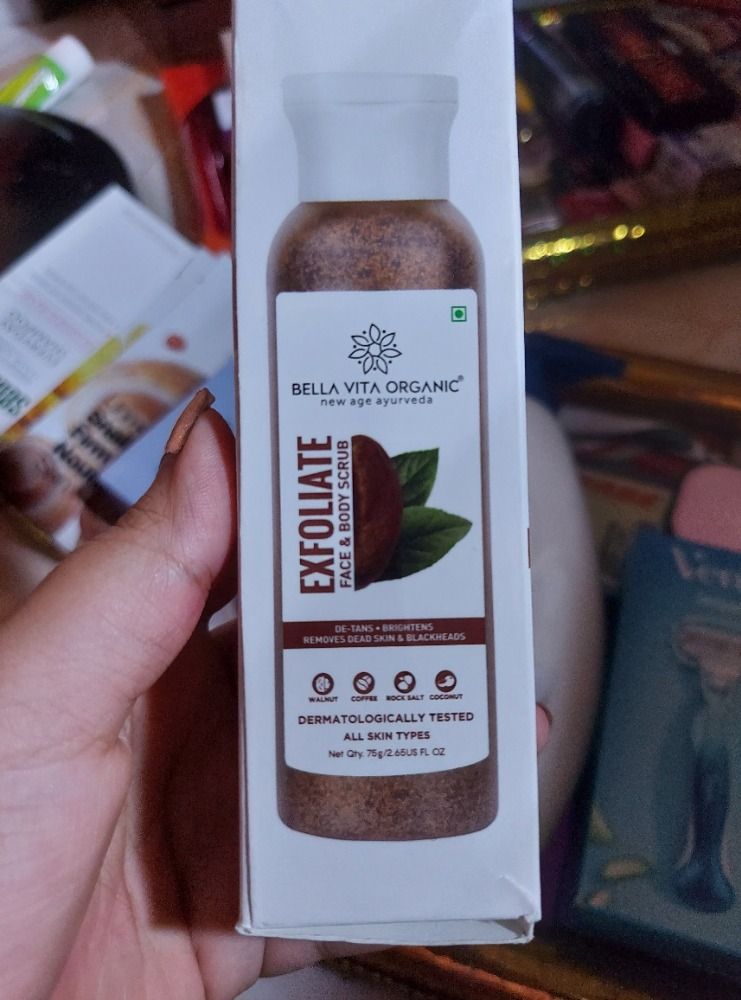 BELLA VITA ORGANIC®
new age ayurveda
EXFOLIATE
FACE & BODY SCRUB
DE-TANS • BRIGHTENS
REMOVES DEAD SKIN & BLACKHEADS
WALNUT COFFEE ROCK SALT COCONUT
DERMATOLOGICALLY TESTED
ALL SKIN TYPES
Net Qty. 75g/2.65US FL OZ